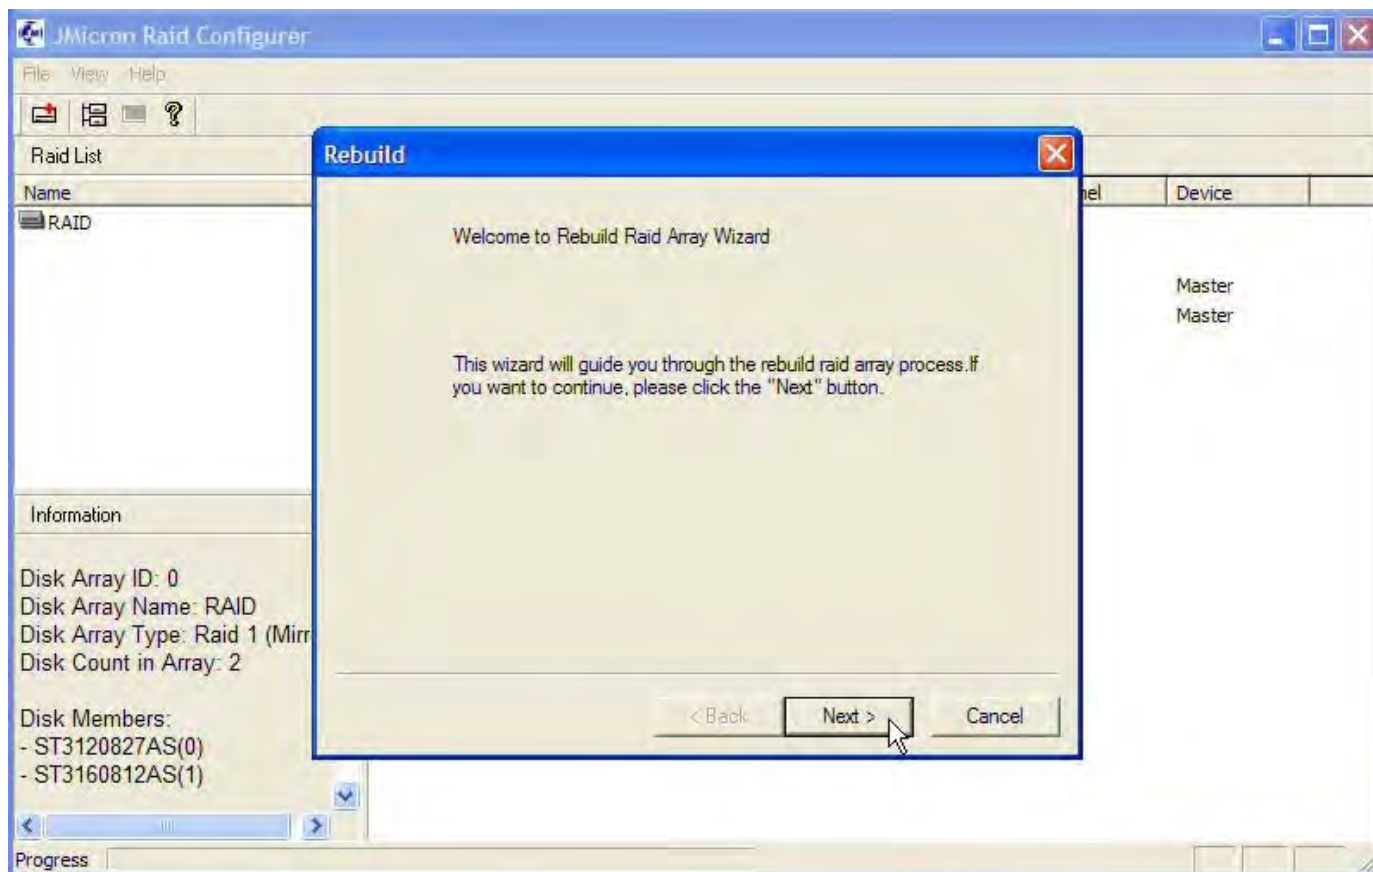 JMicron Raid Configurer
File View Help
Raid List
Rebuild
Name
nel
Device
RAID
Welcome to Rebuild Raid Array Wizard
Master
Master
This wizard will guide you through the rebuild raid array process.If
you want to continue, please click the "Next" button.
Information
Disk Array ID: 0
Disk Array Name: RAID
Disk Array Type: Raid 1 (Mirr
Disk Count in Array: 2
< Back
Next >
Cancel
Disk Members:
- ST3120827AS(0)
- ST3160812AS(1)
Progress